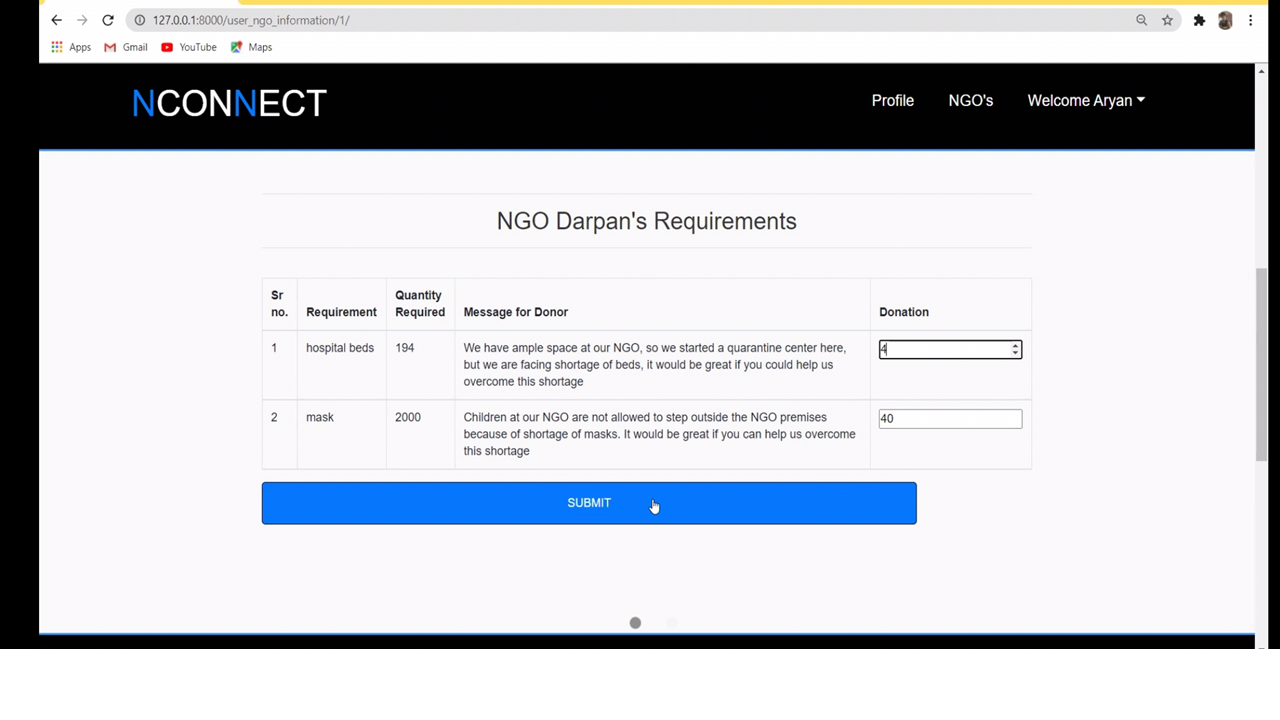 127.0.0.1:8000/user_ngo_information/1/
Apps Gmail YouTube Maps
NCONNECT Profile NGO's Welcome Aryan
NGO Darpan's Requirements
Sr no. Requirement Quantity Required Message for Donor Donation
1 hospital beds 194 We have ample space at our NGO, so we started a quarantine center here, 4
but we are facing shortage of beds, it would be great if you could help us
overcome this shortage
2 mask 2000 Children at our NGO are not allowed to step outside the NGO premises 40
because of shortage of masks. It would be great if you can help us overcome
this shortage
SUBMIT